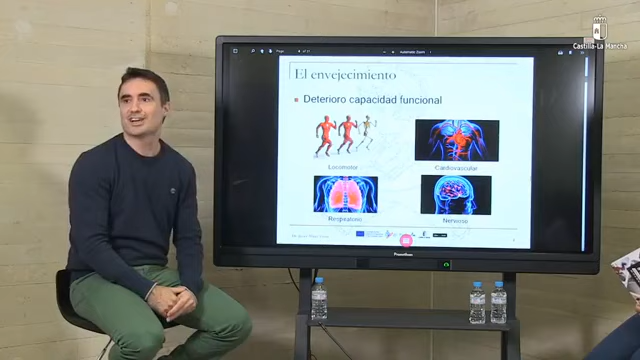 Castilla-La Mancha
El envejecimiento
Deterioro capacidad funcional
Locomotor
Cardiovascular
Respiratorio
Nervioso